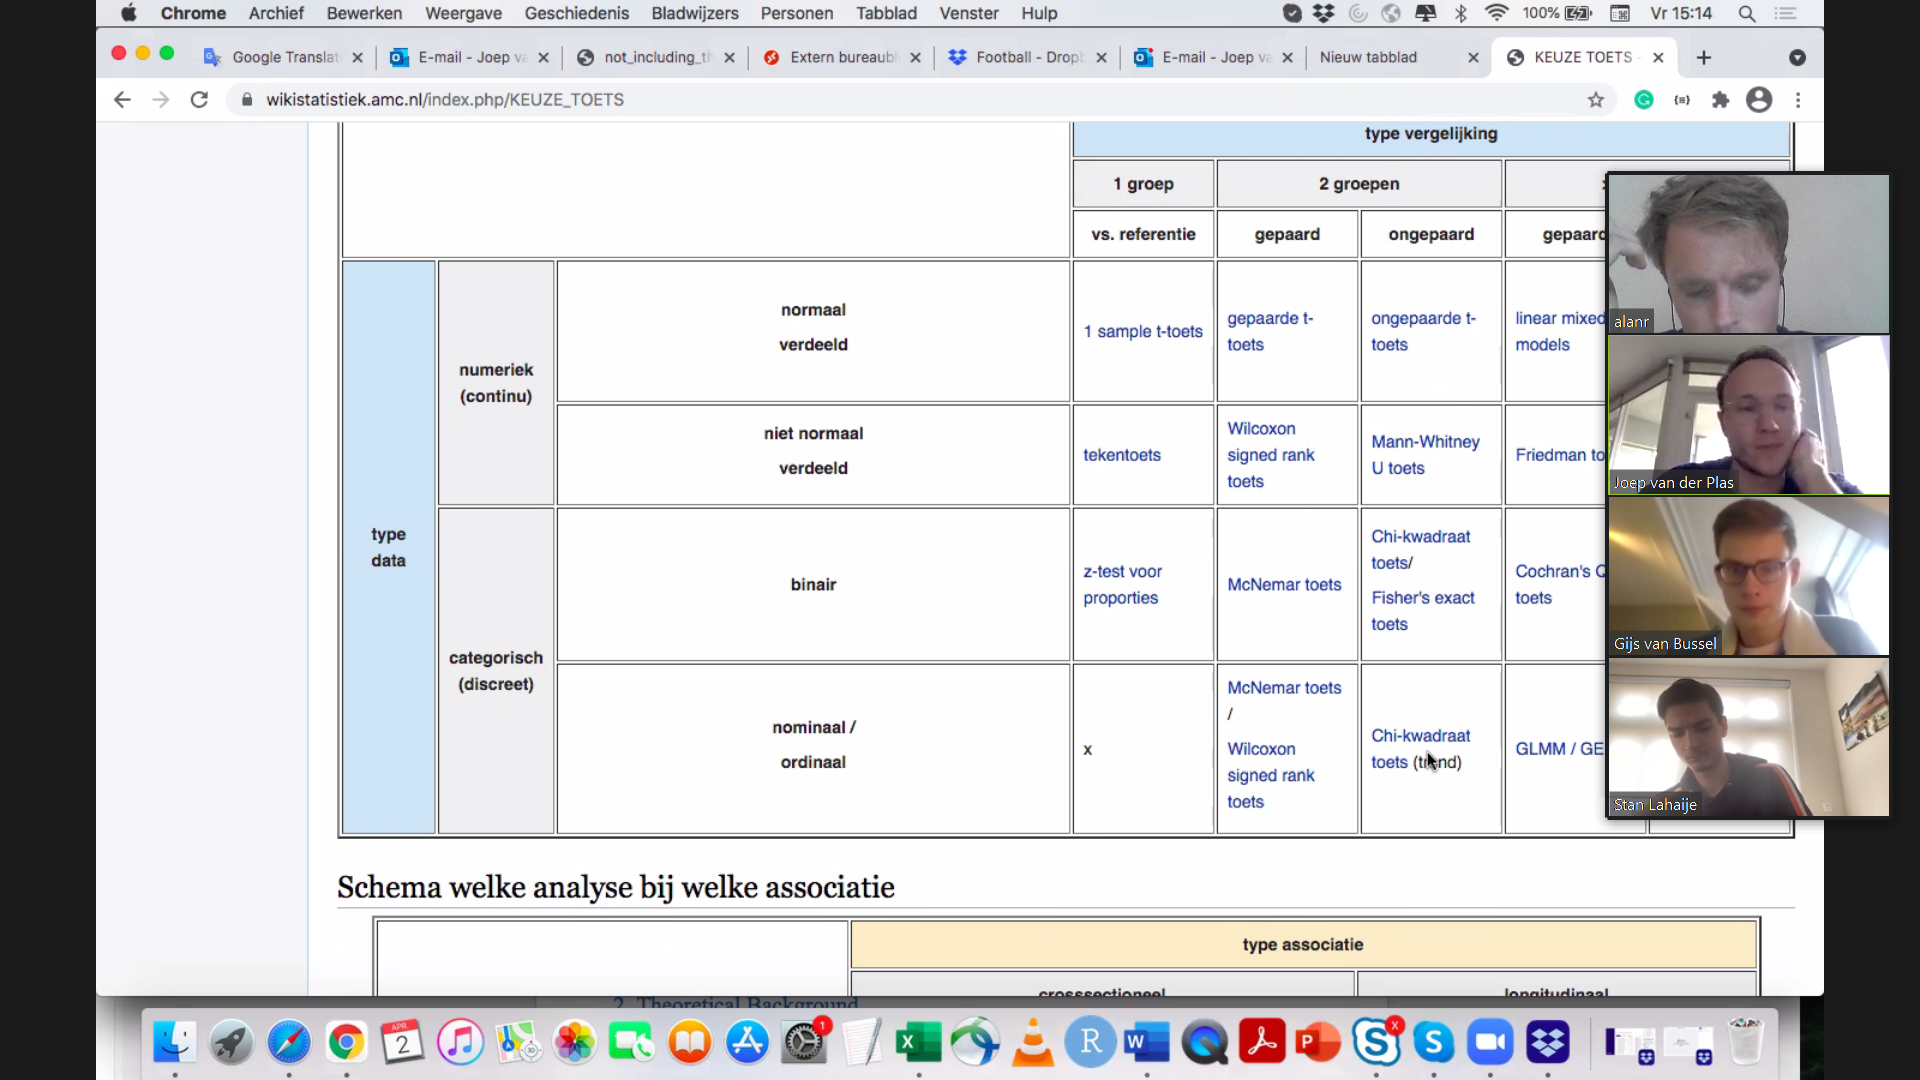 Chrome Archief Bewerken Weergave Geschiedenis Bladwijzers Personen Tabblad Venster Hulp 100% Vr 15:14
Google Translat E-mail - Joep va not_including_th Extern bureaubl Football - Dropb E-mail - Joep va Nieuw tabblad KEUZE TOETS -
wikistatistiek.amc.nl/index.php/KEUZE_TOETS
type vergelijking
1 groep 2 groepen
vs. referentie gepaard ongepaard gepaard
type
data
numeriek
(continu)
normaal
verdeeld
1 sample t-toets
gepaarde t-
toets
ongepaarde t-
toets
linear mixed
models
niet normaal
verdeeld
tekentoets
Wilcoxon
signed rank
toets
Mann-Whitney
U toets
Friedman to
categorisch
(discreet)
binair
z-test voor
proporties
McNemar toets
Chi-kwadraat
toets/
Fisher's exact
toets
Cochran's Q
toets
nominaal /
ordinaal
x
McNemar toets
/
Wilcoxon
signed rank
toets
Chi-kwadraat
toets (trend)
GLMM / GE
alanr
Joep van der Plas
Gijs van Bussel
Stan Lahaije
Schema welke analyse bij welke associatie
type associatie
crosssectioneel longitudinaal
2. Theoretical Background
APR.
2
3D
1
X
R
W
P
X